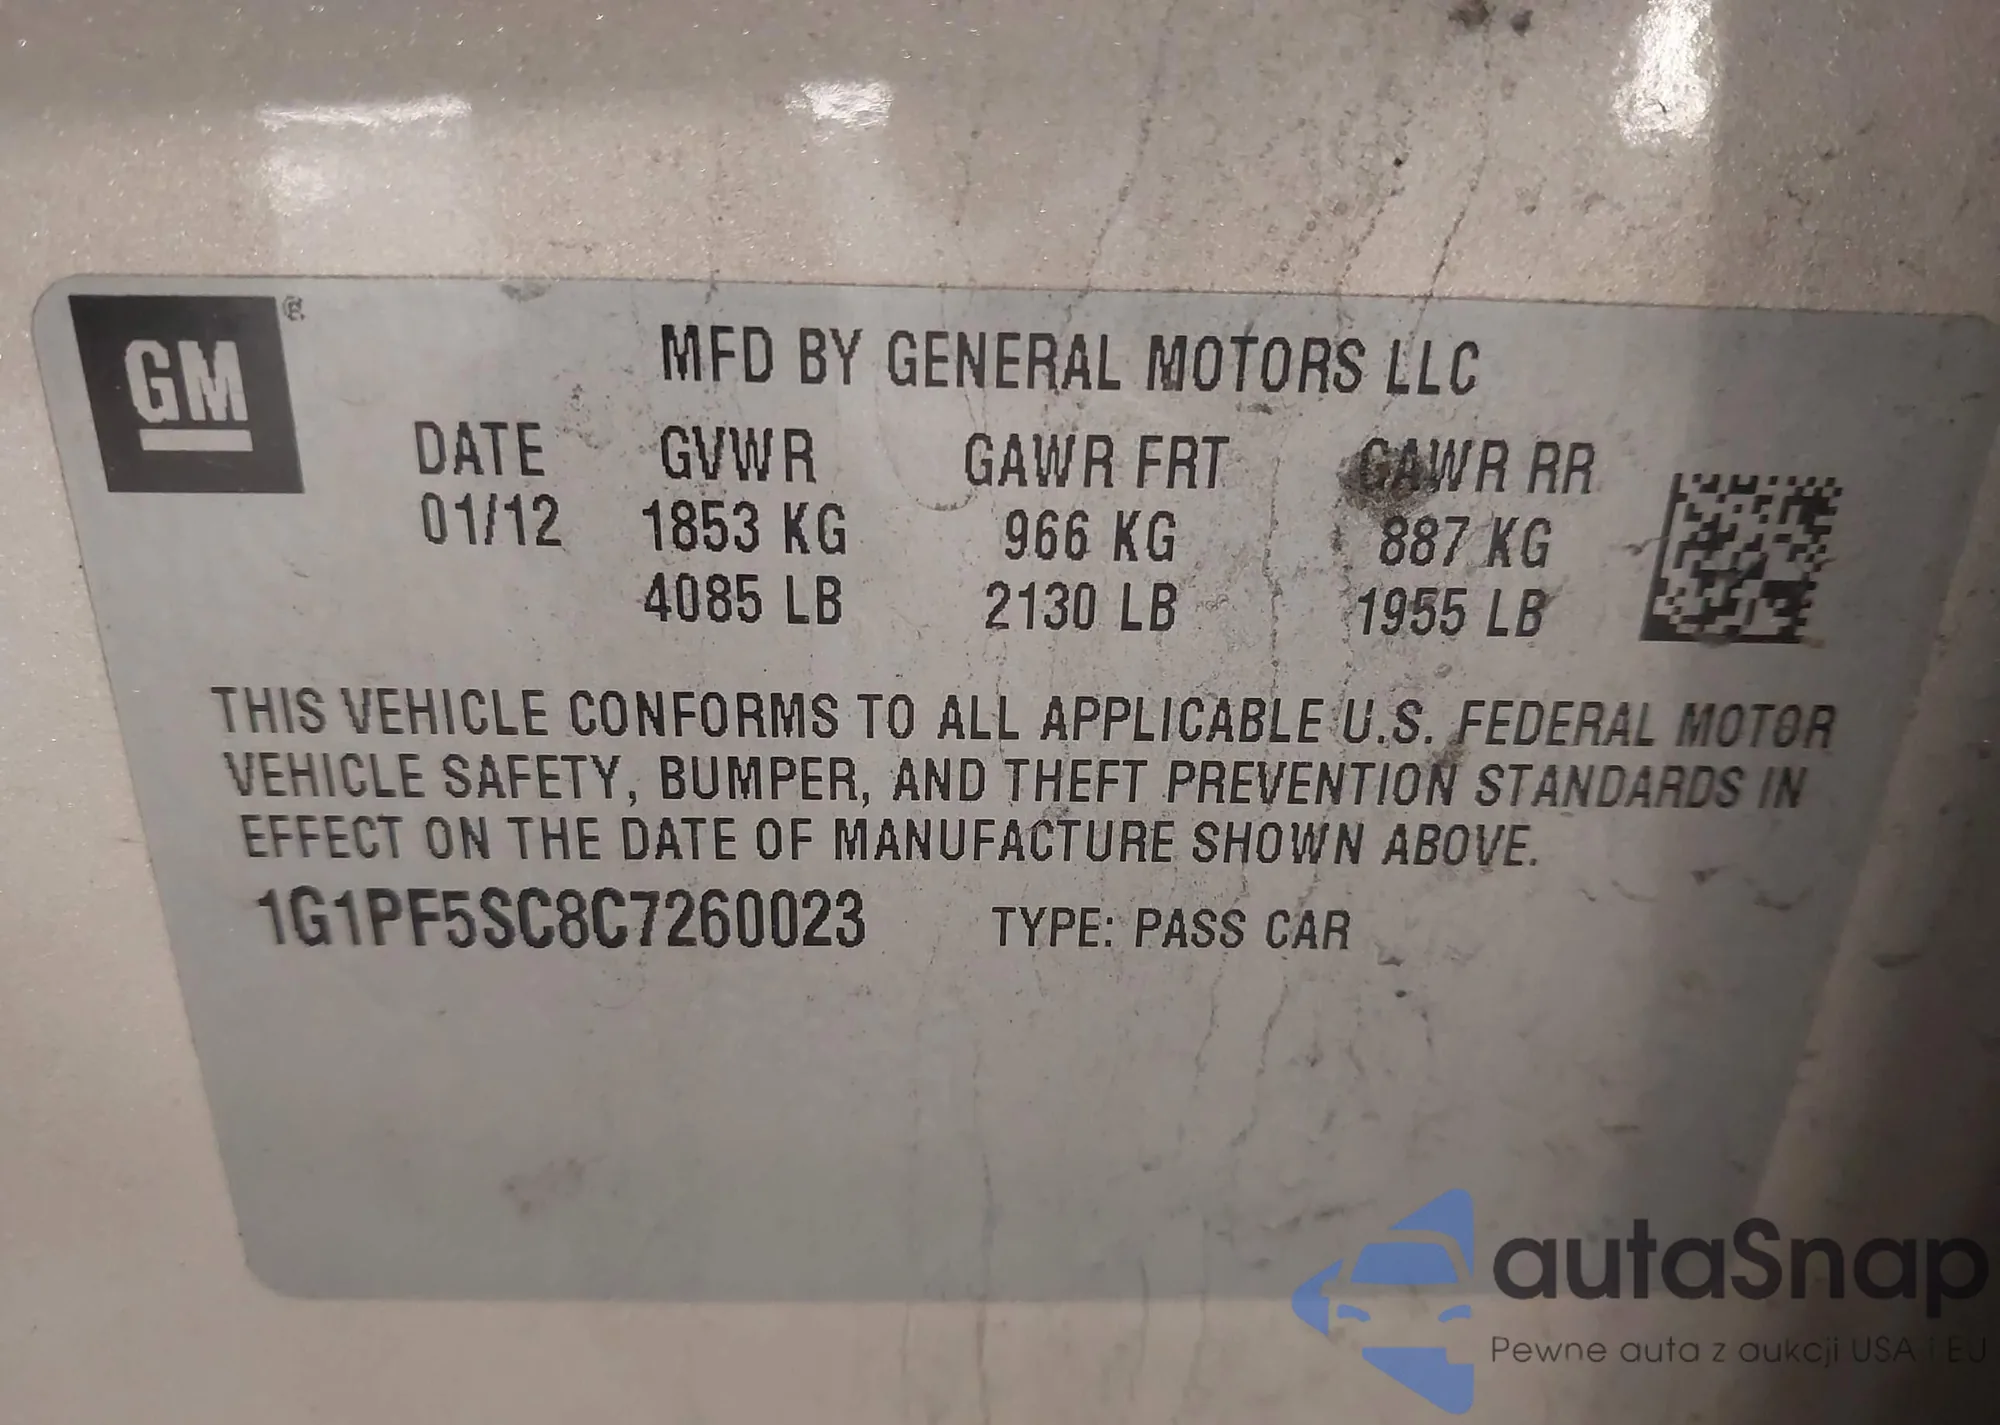 GM ®
MFD BY GENERAL MOTORS LLC
DATE GVWR GAWR FRT GAWR RR
01/12 1853 KG 966 KG 887 KG
4085 LB 2130 LB 1955 LB
THIS VEHICLE CONFORMS TO ALL APPLICABLE U.S. FEDERAL MOTOR
VEHICLE SAFETY, BUMPER, AND THEFT PREVENTION STANDARDS IN
EFFECT ON THE DATE OF MANUFACTURE SHOWN ABOVE.
1G1PF5SC8C7260023 TYPE: PASS CAR
autaSnap
Pewne auta z aukcji USA i EU